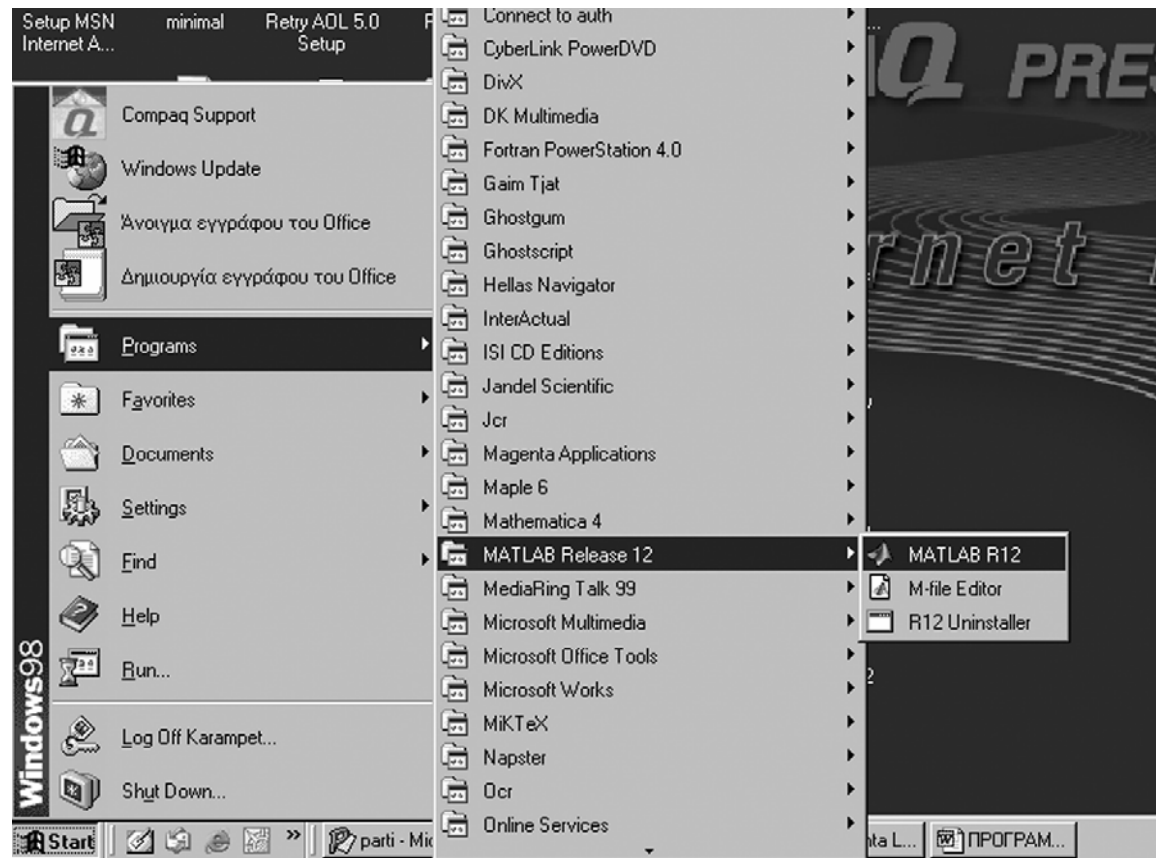 Setup MSN Internet A...
minimal
Retry AOL 5.0 Setup
PRES
rnet
Compaq Support
Windows Update
Άνοιγμα εγγράφου του Office
Δημιουργία εγγράφου του Office
Programs
Favorites
Documents
Settings
Find
Help
Run...
Log Off Karampet...
Shut Down...
Windows98
Connect to auth
CyberLink PowerDVD
DivX
DK Multimedia
Fortran PowerStation 4.0
Gaim Tjat
Ghostgum
Ghostscript
Hellas Navigator
InterActual
ISI CD Editions
Jandel Scientific
Jcr
Magenta Applications
Maple 6
Mathematica 4
MATLAB Release 12
MediaRing Talk 99
Microsoft Multimedia
Microsoft Office Tools
Microsoft Works
MiKTeX
Napster
Ocr
Online Services
MATLAB R12
M-file Editor
R12 Uninstaller
Start
parti - Mic
nta L...
ΠΡΟΓΡΑΜ...